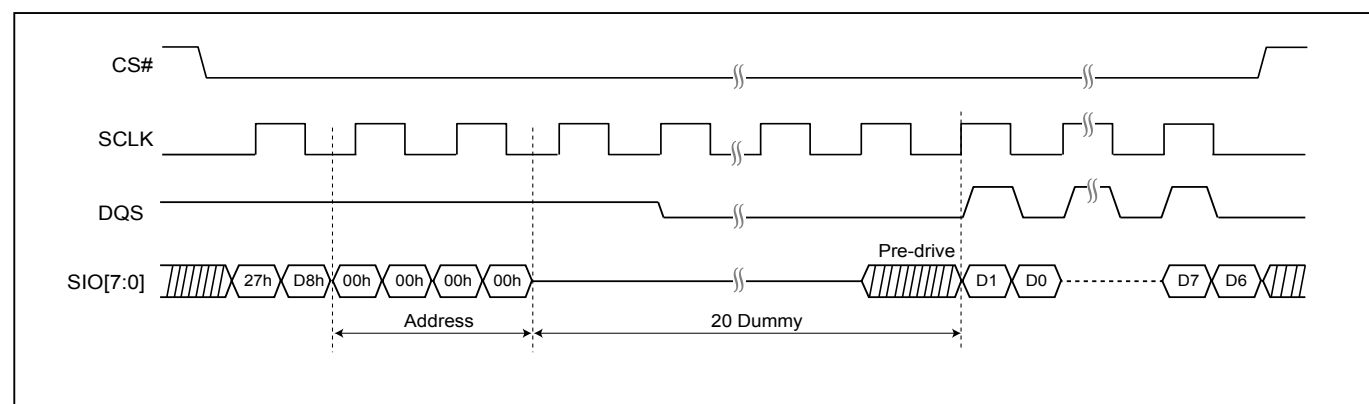 CS#
SCLK
DQS
Pre-drive
SIO[7:0] 27h D8h 00h 00h 00h 00h D1 D0 D7 D6
Address 20 Dummy